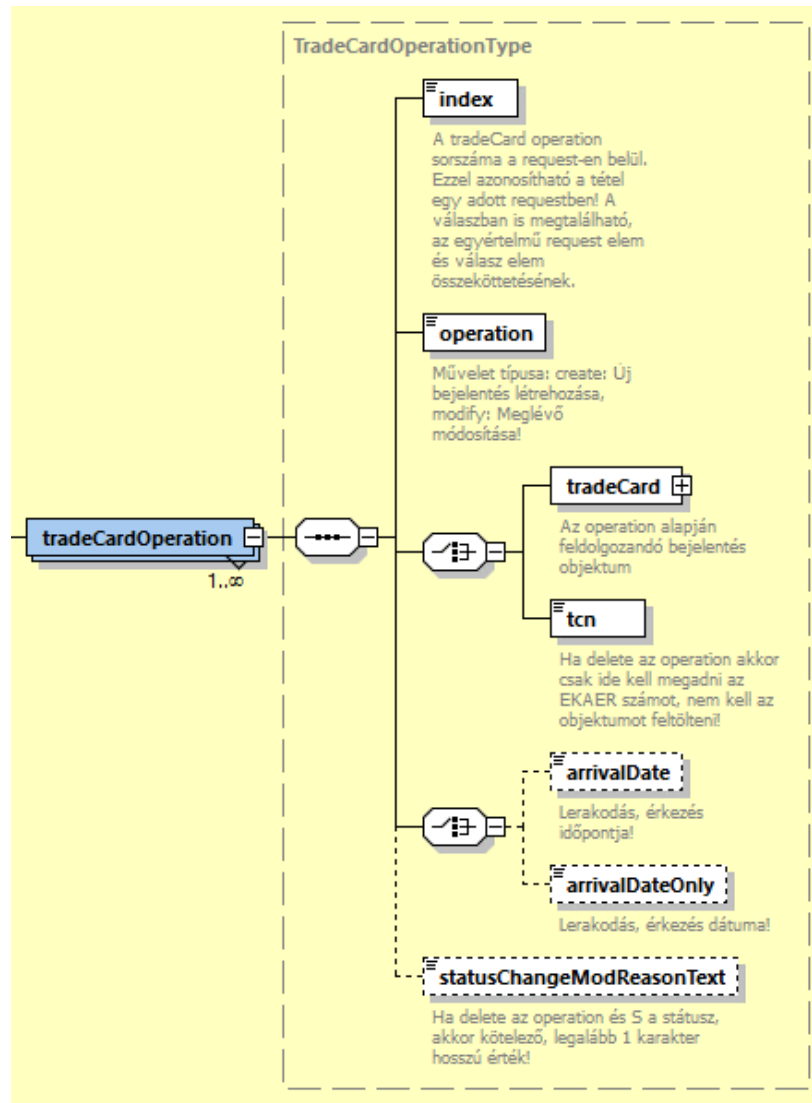 TradeCardOperationType
index
A tradeCard operation
sorszáma a request-en belül.
Ezzel azonosítható a tétel
egy adott requestben! A
válaszban is megtalálható,
az egyértelmű request elem
és válasz elem
összeköttetésének.
operation
Művelet típusa: create: Új
bejelentés létrehozása,
modify: Meglévő
módosítása!
tradeCard
Az operation alapján
feldolgozandó bejelentés
objektum
tradeCardOperation
1..∞
tcn
Ha delete az operation akkor
csak ide kell megadni az
EKAER számot, nem kell az
objektumot feltölteni!
arrivalDate
Lerakodás, érkezés
időpontja!
arrivalDateOnly
Lerakodás, érkezés dátuma!
statusChangeModReasonText
Ha delete az operation és S a státusz,
akkor kötelező, legalább 1 karakter
hosszú érték!